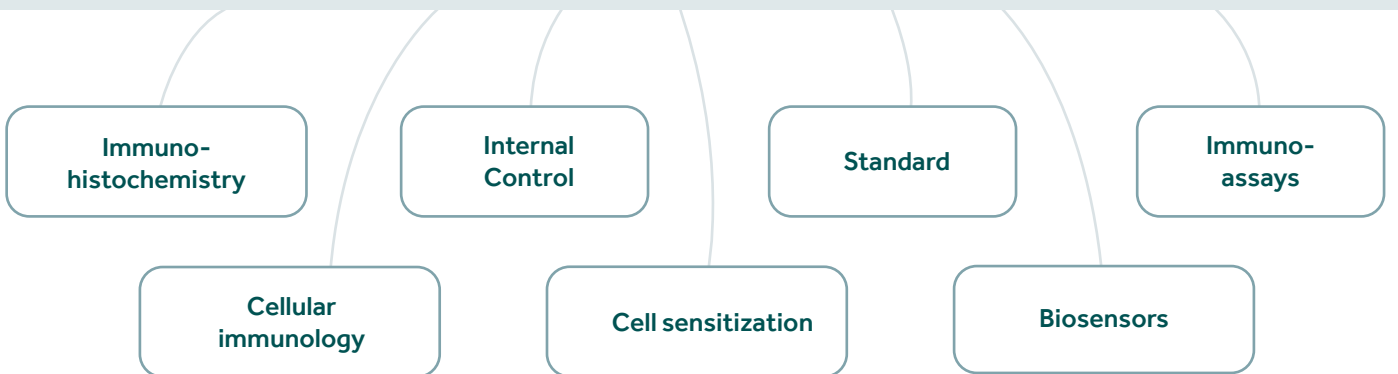 Immuno-
histochemistry
Internal
Control
Standard
Immuno-
assays
Cellular
immunology
Cell sensitization
Biosensors